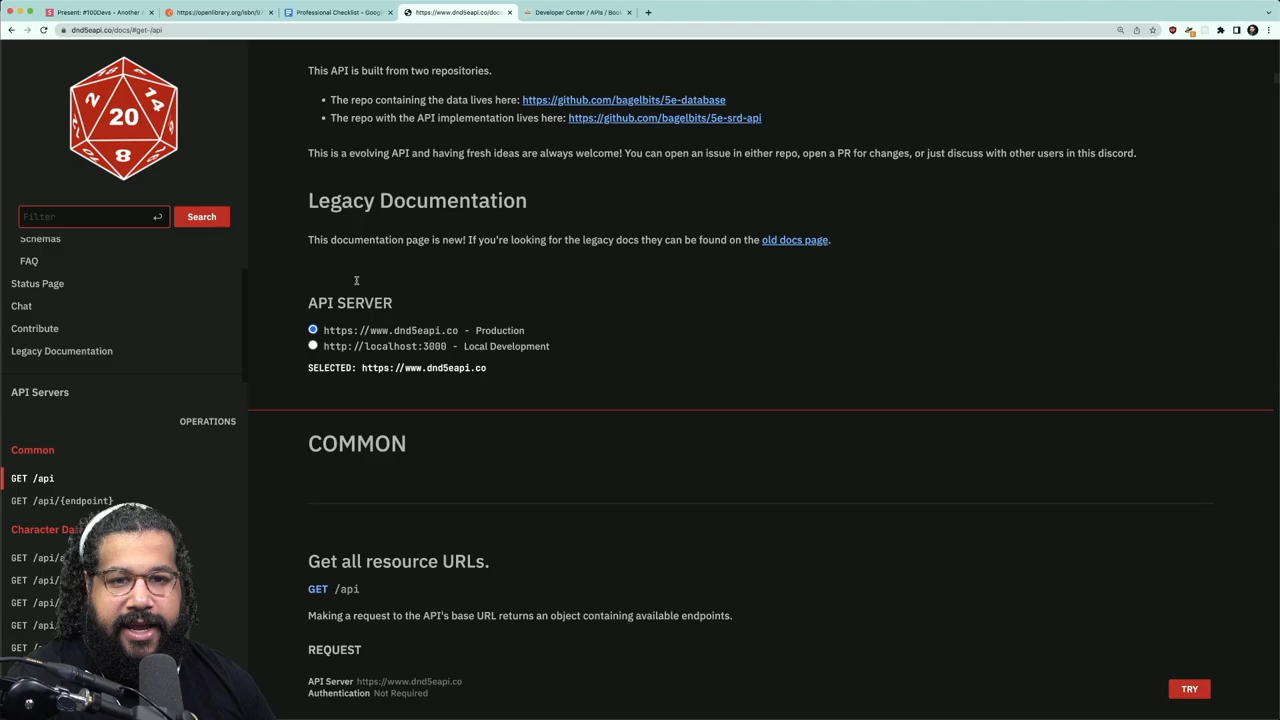 Present: #100Devs - Another A
https://openlibrary.org/isbn/97
Professional Checklist - Googl
https://www.dnd5eapi.co/doc
Developer Center / APIs / Boo
dnd5eapi.co/docs/#get-/api
2
14
20
8
Filter
Search
Schemas
FAQ
Status Page
Chat
Contribute
Legacy Documentation
API Servers
OPERATIONS
Common
GET /api
GET /api/{endpoint}
Character Da
GET /api/a
GET /api/
GET /api/
GET /api/
GET /
This API is built from two repositories.
• The repo containing the data lives here: https://github.com/bagelbits/5e-database
• The repo with the API implementation lives here: https://github.com/bagelbits/5e-srd-api
This is a evolving API and having fresh ideas are always welcome! You can open an issue in either repo, open a PR for changes, or just discuss with other users in this discord.
Legacy Documentation
This documentation page is new! If you're looking for the legacy docs they can be found on the old docs page.
API SERVER
https://www.dnd5eapi.co - Production
http://localhost:3000 - Local Development
SELECTED: https://www.dnd5eapi.co
COMMON
Get all resource URLs.
GET /api
Making a request to the API's base URL returns an object containing available endpoints.
REQUEST
API Server https://www.dnd5eapi.co
Authentication Not Required
TRY